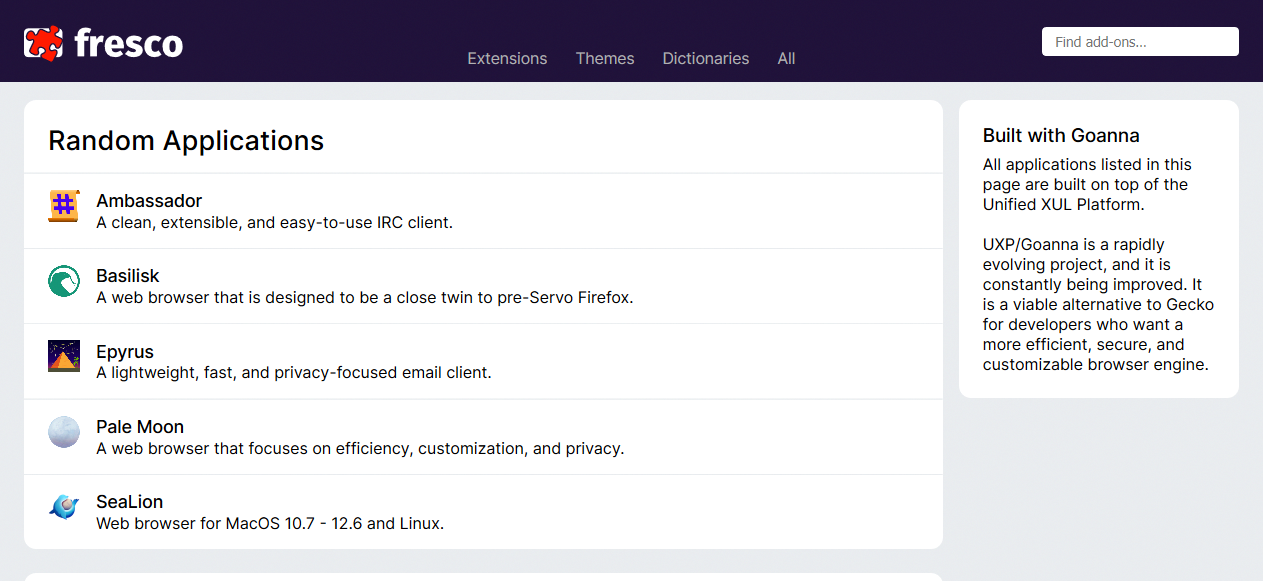 fresco
Extensions Themes Dictionaries All
Find add-ons...
Random Applications
Ambassador
A clean, extensible, and easy-to-use IRC client.
Basilisk
A web browser that is designed to be a close twin to pre-Servo Firefox.
Epyrus
A lightweight, fast, and privacy-focused email client.
Pale Moon
A web browser that focuses on efficiency, customization, and privacy.
SeaLion
Web browser for MacOS 10.7 - 12.6 and Linux.
Built with Goanna
All applications listed in this
page are built on top of the
Unified XUL Platform.
UXP/Goanna is a rapidly
evolving project, and it is
constantly being improved. It
is a viable alternative to Gecko
for developers who want a
more efficient, secure, and
customizable browser engine.